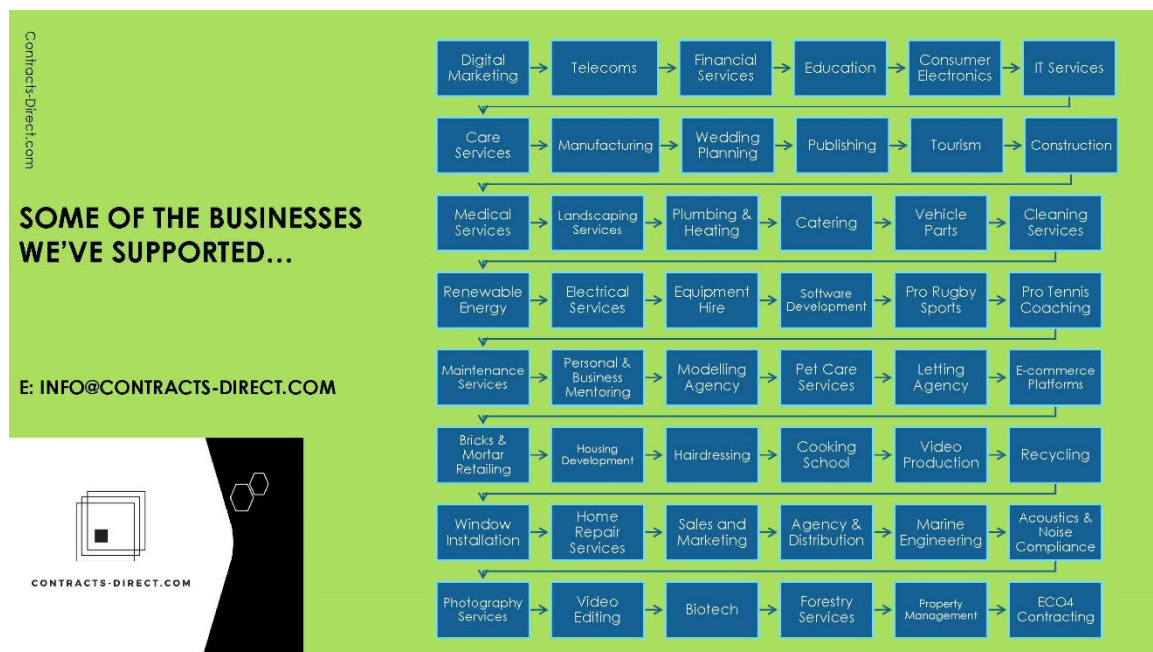 Contracts-Direct.com
SOME OF THE BUSINESSES
WE'VE SUPPORTED...
E: INFO@CONTRACTS-DIRECT.COM
CONTRACTS-DIRECT.COM
Digital
Marketing
Telecoms
Financial
Services
Education
Consumer
Electronics
IT Services
Care
Services
Manufacturing
Wedding
Planning
Publishing
Tourism
Construction
Medical
Services
Landscaping
Services
Plumbing &
Heating
Catering
Vehicle
Parts
Cleaning
Services
Renewable
Energy
Electrical
Services
Equipment
Hire
Software
Development
Pro Rugby
Sports
Pro Tennis
Coaching
Maintenance
Services
Personal &
Business
Mentoring
Modelling
Agency
Pet Care
Services
Letting
Agency
E-commerce
Platforms
Bricks &
Mortar
Retailing
Housing
Development
Hairdressing
Cooking
School
Video
Production
Recycling
Window
Installation
Home
Repair
Services
Sales and
Marketing
Agency &
Distribution
Marine
Engineering
Acoustics &
Noise
Compliance
Photography
Services
Video
Editing
Biotech
Forestry
Services
Property
Management
ECO4
Contracting